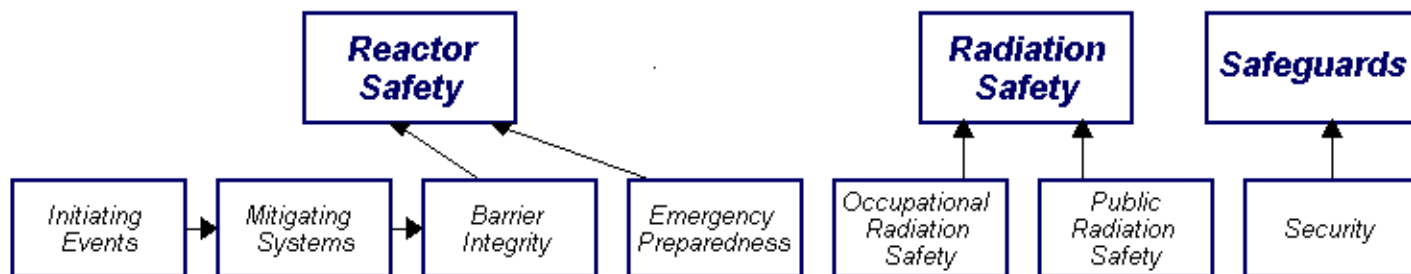 Reactor
Safety
Radiation
Safety
Safeguards
Initiating
Events
Mitigating
Systems
Barrier
Integrity
Emergency
Preparedness
Occupational
Radiation
Safety
Public
Radiation
Safety
Security